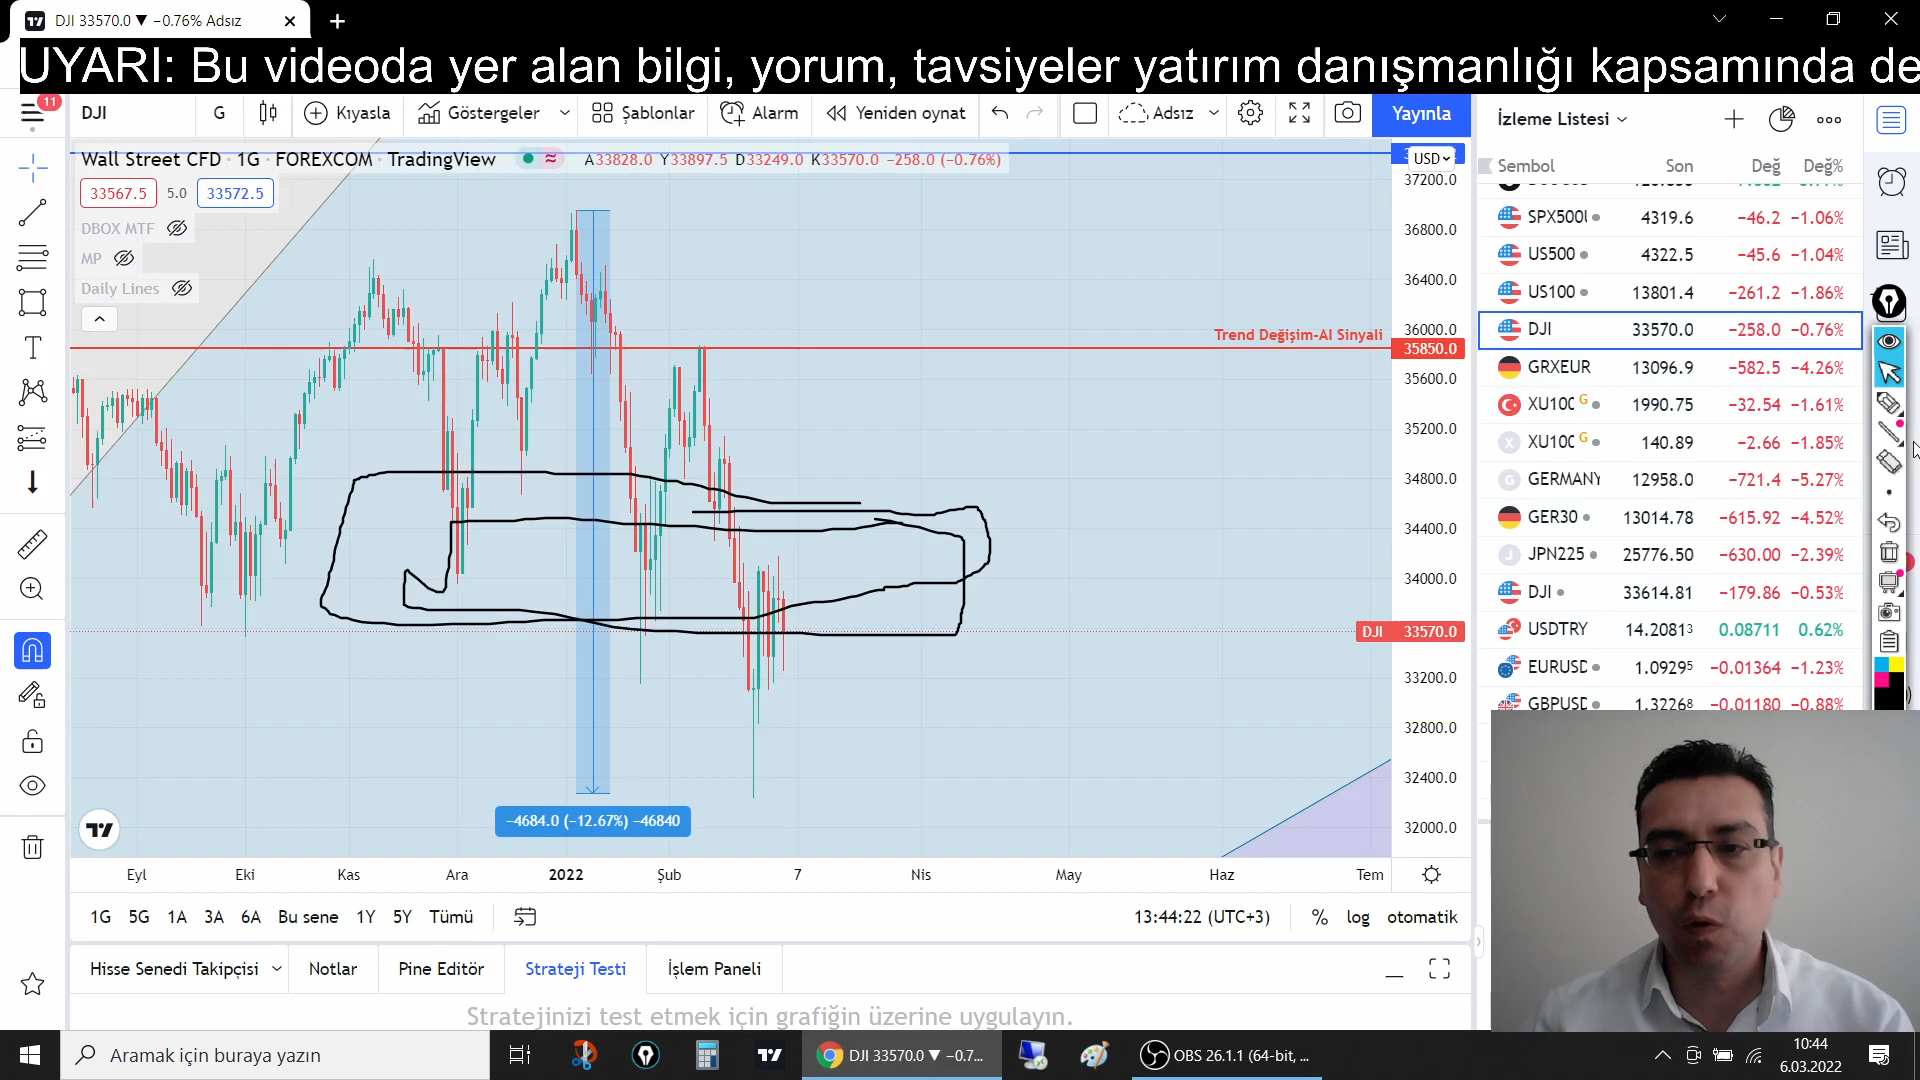 DJI 33570.0 ▼ −0.76% Adsız
UYARI: Bu videoda yer alan bilgi, yorum, tavsiyeler yatırım danışmanlığı kapsamında de
11
DJI G Kıyasla Göstergeler Şablonlar Alarm Yeniden oynat Adsız Yayınla
Wall Street CFD · 1G · FOREXCOM · TradingView A33828.0 Y33897.5 D33249.0 K33570.0 −258.0 (−0.76%)
33567.5 5.0 33572.5
DBOX MTF
MP
Daily Lines
USD
37200.0
36800.0
36400.0
36000.0
Trend Değişim-Al Sinyali
35850.0
35600.0
35200.0
34800.0
34400.0
34000.0
DJI 33570.0
33200.0
32800.0
32400.0
32000.0
−4684.0 (−12.67%) −46840
Eyl Eki Kas Ara 2022 Şub 7 Nis May Haz Tem
1G 5G 1A 3A 6A Bu sene 1Y 5Y Tümü
13:44:22 (UTC+3) % log otomatik
Hisse Senedi Takipçisi Notlar Pine Editör Strateji Testi İşlem Paneli
Stratejinizi test etmek için grafiğin üzerine uygulayın.
İzleme Listesi
Sembol Son Değ Değ%
SPX500 4319.6 −46.2 −1.06%
US500 4322.5 −45.6 −1.04%
US100 13801.4 −261.2 −1.86%
DJI 33570.0 −258.0 −0.76%
GRXEUR 13096.9 −582.5 −4.26%
XU100 G 1990.75 −32.54 −1.61%
XU100 G 140.89 −2.66 −1.85%
GERMANY 12958.0 −721.4 −5.27%
GER30 13014.78 −615.92 −4.52%
JPN225 25776.50 −630.00 −2.39%
DJI 33614.81 −179.86 −0.53%
USDTRY 14.20813 0.08711 0.62%
EURUSD 1.09295 −0.01364 −1.23%
GBPUSD 1.32268 −0.01180 −0.88%
Aramak için buraya yazın
DJI 33570.0 ▼ −0.7...
OBS 26.1.1 (64-bit, ...
10:44
6.03.2022